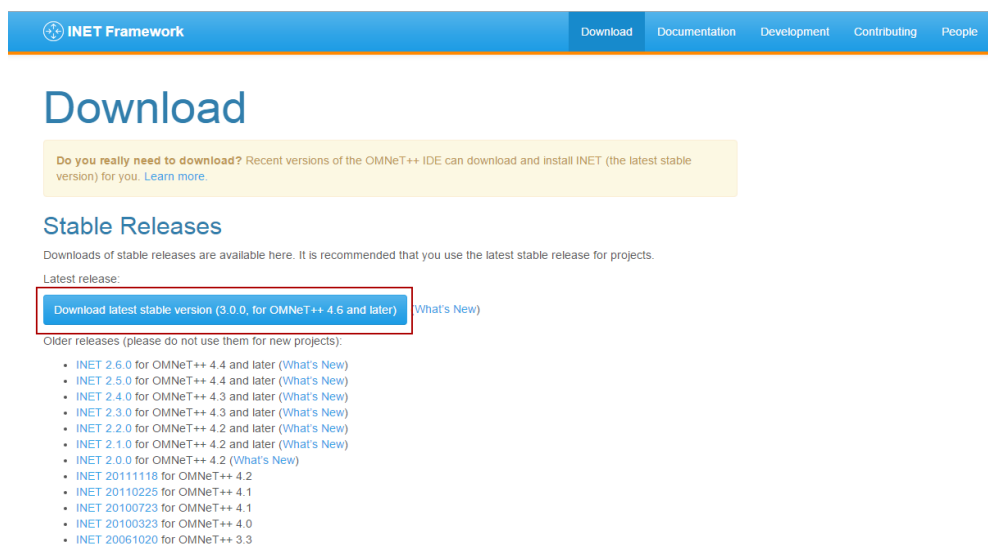 INET Framework
Download Documentation Development Contributing People
Download
Do you really need to download? Recent versions of the OMNeT++ IDE can download and install INET (the latest stable
version) for you. Learn more.
Stable Releases
Downloads of stable releases are available here. It is recommended that you use the latest stable release for projects.
Latest release:
Download latest stable version (3.0.0, for OMNeT++ 4.6 and later) (What's New)
Older releases (please do not use them for new projects):
• INET 2.6.0 for OMNeT++ 4.4 and later (What's New)
• INET 2.5.0 for OMNeT++ 4.4 and later (What's New)
• INET 2.4.0 for OMNeT++ 4.3 and later (What's New)
• INET 2.3.0 for OMNeT++ 4.3 and later (What's New)
• INET 2.2.0 for OMNeT++ 4.2 and later (What's New)
• INET 2.1.0 for OMNeT++ 4.2 and later (What's New)
• INET 2.0.0 for OMNeT++ 4.2 (What's New)
• INET 20111118 for OMNeT++ 4.2
• INET 20110225 for OMNeT++ 4.1
• INET 20100723 for OMNeT++ 4.1
• INET 20100323 for OMNeT++ 4.0
• INET 20061020 for OMNeT++ 3.3